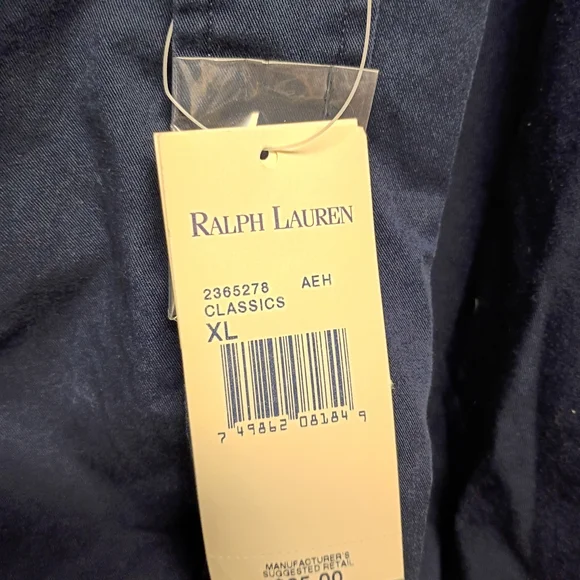 RALPH LAUREN
2365278 AEH
CLASSICS
XL
7 49862 08184 9
MANUFACTURER'S
SUGGESTED RETAIL